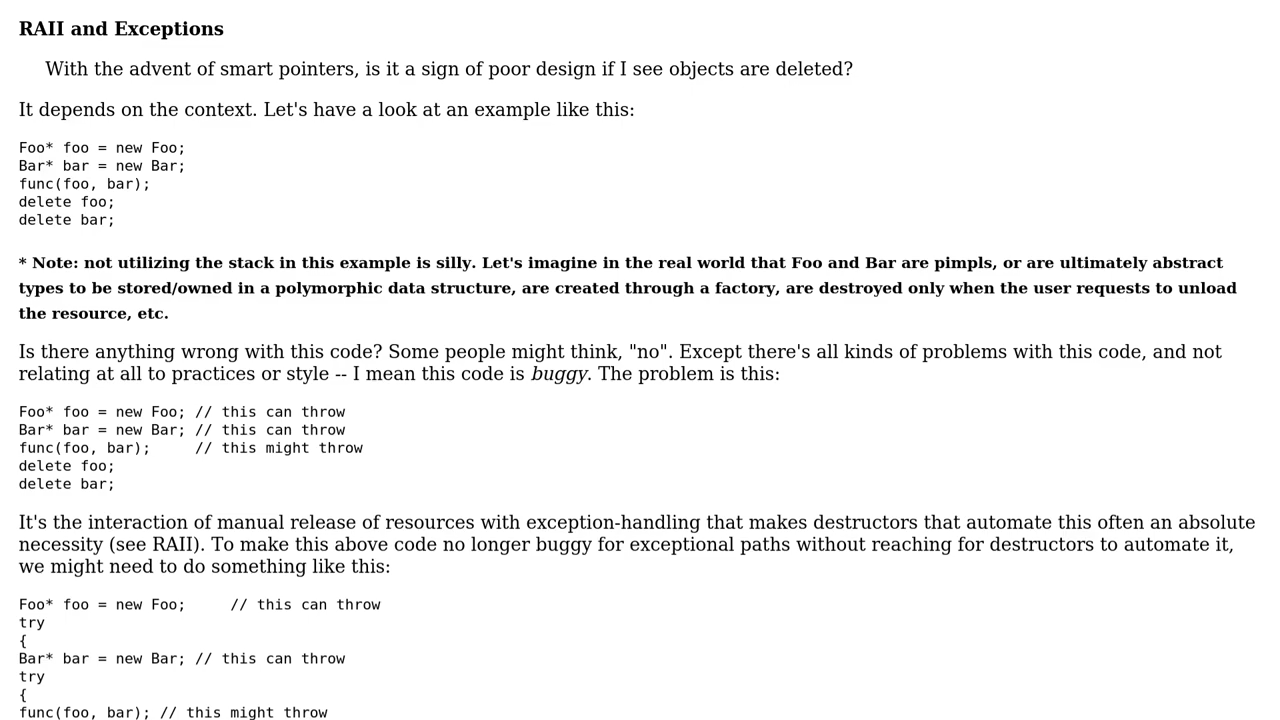 RAII and Exceptions
With the advent of smart pointers, is it a sign of poor design if I see objects are deleted?
It depends on the context. Let's have a look at an example like this:
Foo* foo = new Foo;
Bar* bar = new Bar;
func(foo, bar);
delete foo;
delete bar;
* Note: not utilizing the stack in this example is silly. Let's imagine in the real world that Foo and Bar are pimpls, or are ultimately abstract
types to be stored/owned in a polymorphic data structure, are created through a factory, are destroyed only when the user requests to unload
the resource, etc.
Is there anything wrong with this code? Some people might think, "no". Except there's all kinds of problems with this code, and not
relating at all to practices or style -- I mean this code is buggy. The problem is this:
Foo* foo = new Foo; // this can throw
Bar* bar = new Bar; // this can throw
func(foo, bar);     // this might throw
delete foo;
delete bar;
It's the interaction of manual release of resources with exception-handling that makes destructors that automate this often an absolute
necessity (see RAII). To make this above code no longer buggy for exceptional paths without reaching for destructors to automate it,
we might need to do something like this:
Foo* foo = new Foo;     // this can throw
try
{
Bar* bar = new Bar; // this can throw
try
{
func(foo, bar); // this might throw